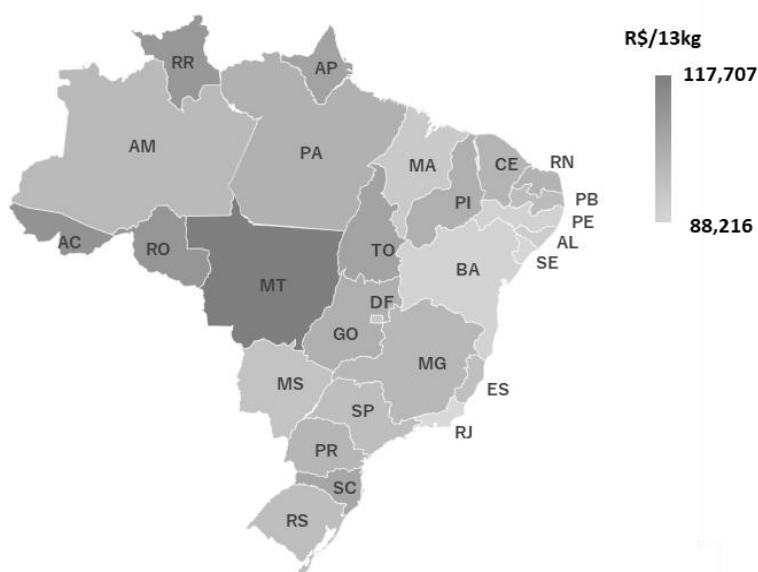 R$/13kg
117,707
88,216
RR
AP
AM
PA
MA
CE
RN
PB
PE
AL
SE
PI
AC
RO
TO
BA
MT
DF
GO
MG
MS
ES
SP
RJ
PR
SC
RS